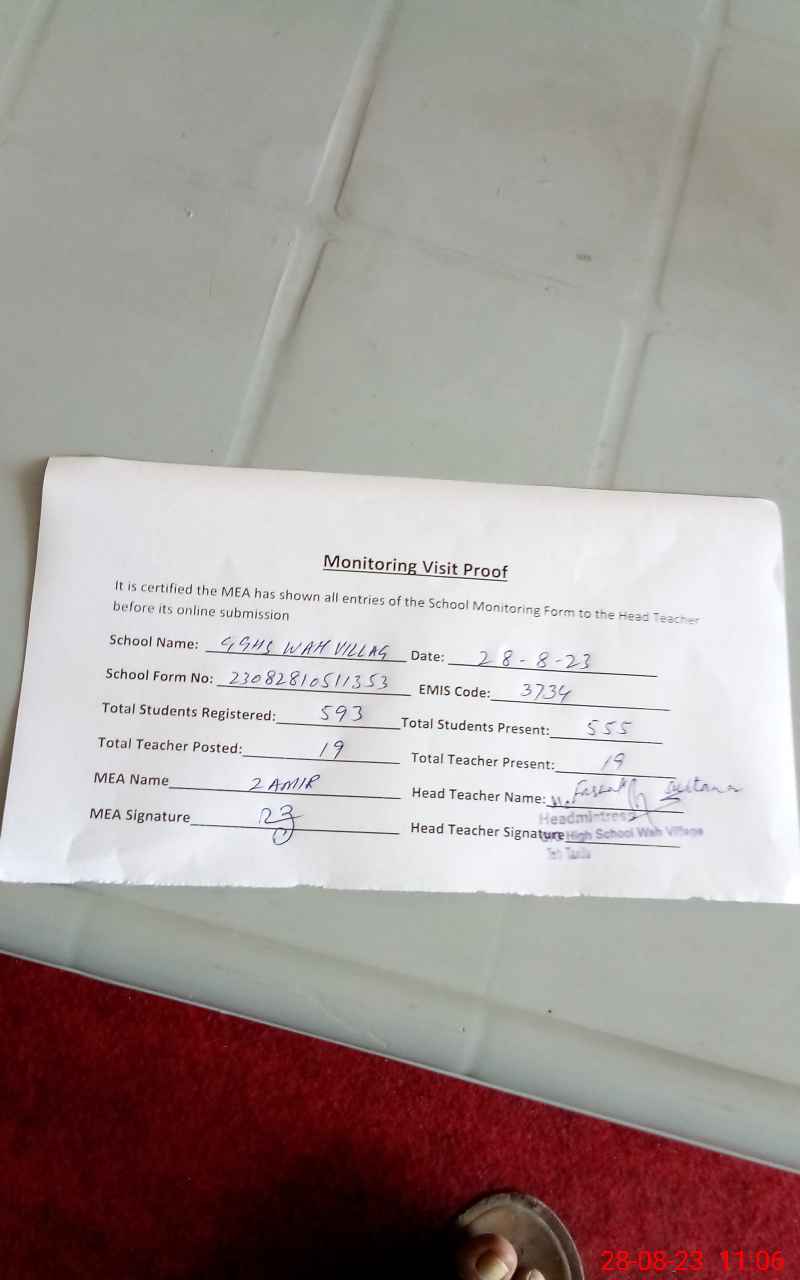 Monitoring Visit Proof
It is certified the MEA has shown all entries of the School Monitoring Form to the Head Teacher
before its online submission
School Name: GGHS WAH VILLAG Date: 28-8-23
School Form No: 23082810511353 EMIS Code: 3734
Total Students Registered: 593 Total Students Present: 555
Total Teacher Posted: 19 Total Teacher Present: 19
MEA Name ZAMIR Head Teacher Name: Sultana
MEA Signature Head Teacher Signature
Headmistress
High School Wah Village
28-08-23 11:06